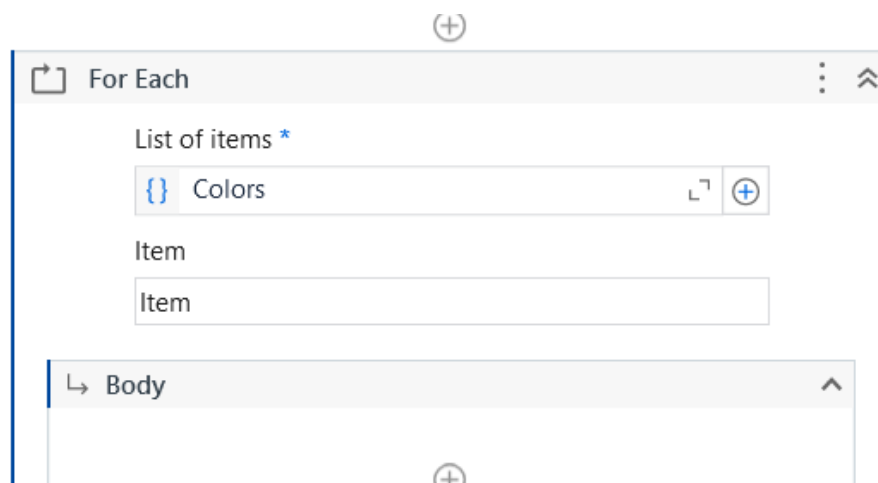 For Each
List of items *
{} Colors
Item
Item
Body